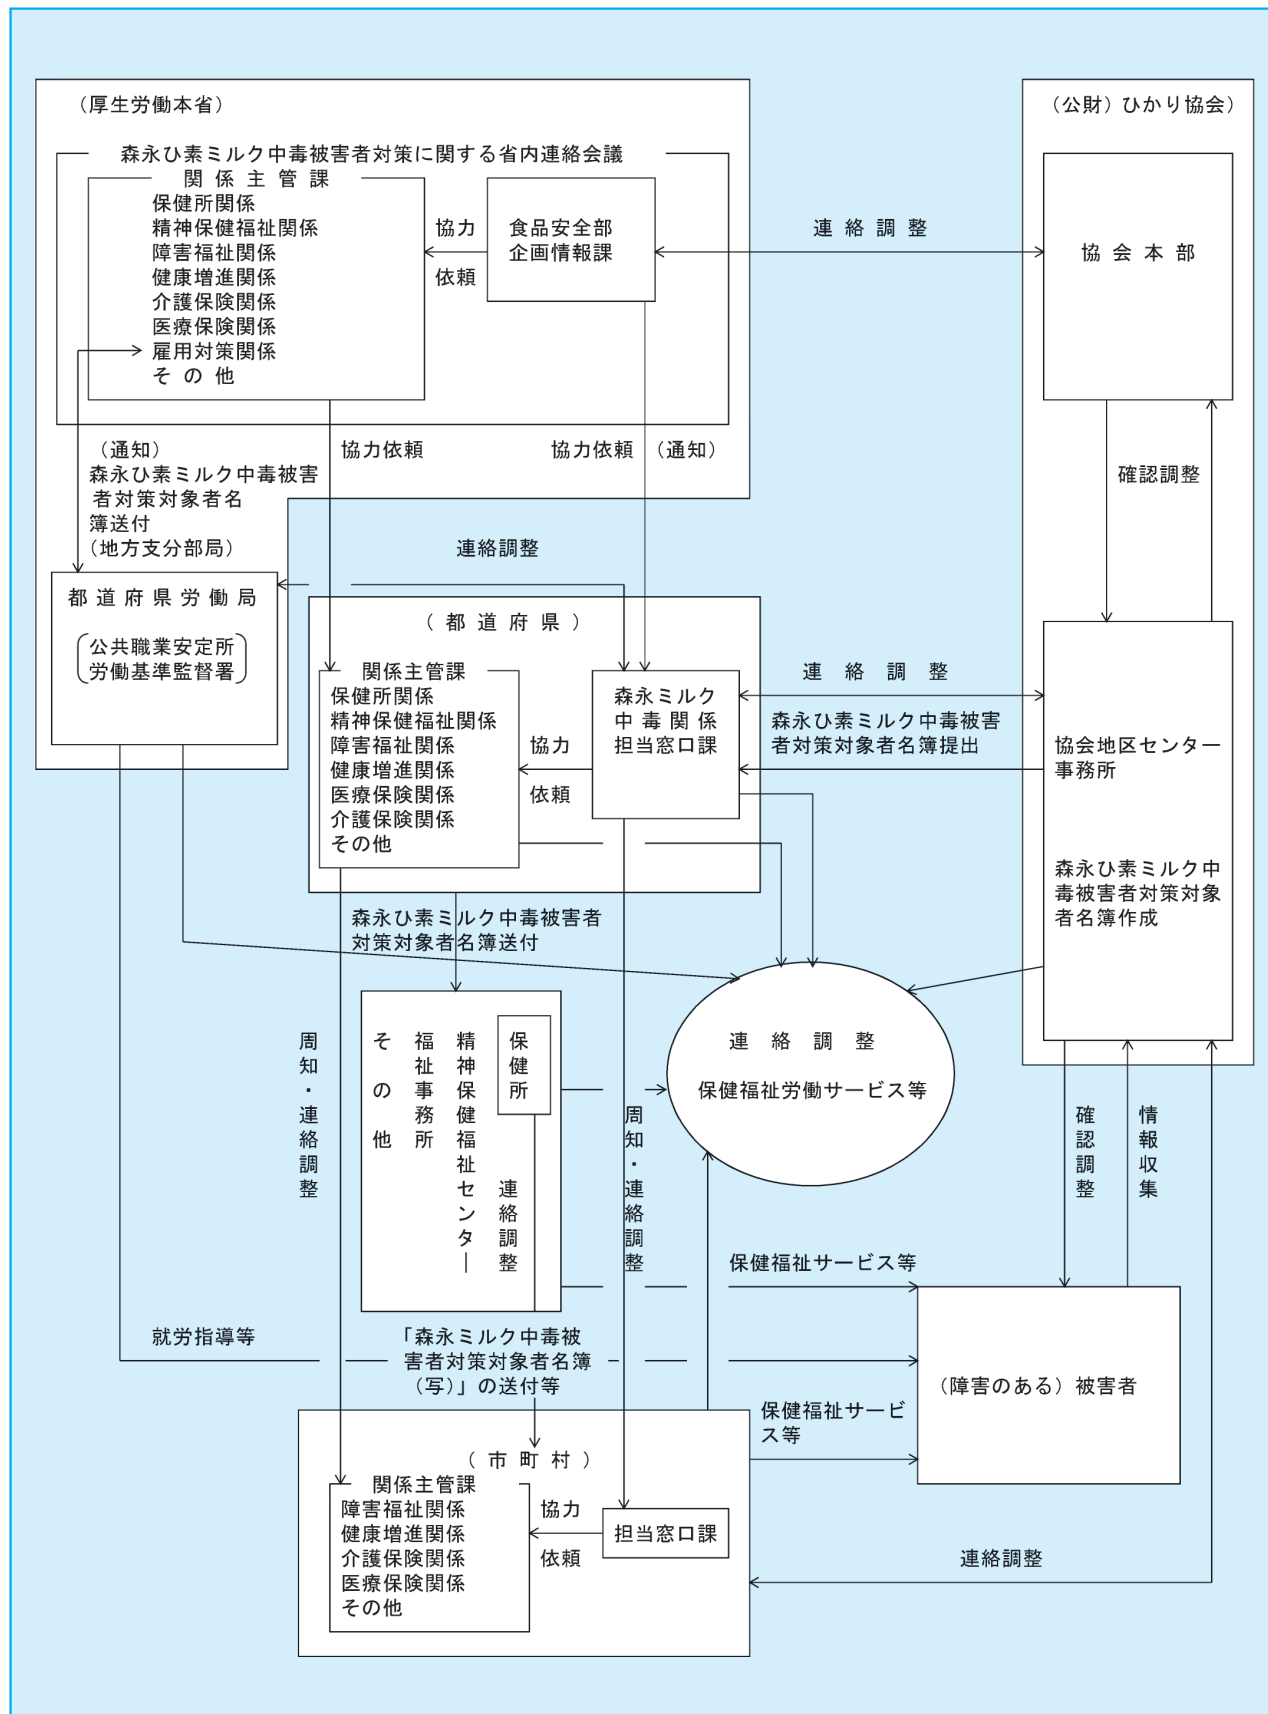 （厚生労働本省）
森永ひ素ミルク中毒被害者対策に関する省内連絡会議
関係主管課
保健所関係
精神保健福祉関係
障害福祉関係
健康増進関係
介護保険関係
医療保険関係
雇用対策関係
その他
協力
依頼
食品安全部
企画情報課
連絡調整
（公財）ひかり協会）
協会本部
（通知）
森永ひ素ミルク中毒被害
者対策対象者名
簿送付
（地方支分部局）
協力依頼
協力依頼
（通知）
確認調整
連絡調整
都道府県労働局
公共職業安定所
労働基準監督署
（都道府県）
関係主管課
保健所関係
精神保健福祉関係
障害福祉関係
健康増進関係
医療保険関係
介護保険関係
その他
協力
依頼
森永ミルク
中毒関係
担当窓口課
連絡調整
森永ひ素ミルク中毒被害
者対策対象者名簿提出
協会地区センター
事務所
森永ひ素ミルク中
毒被害者対策対象
者名簿作成
森永ひ素ミルク中毒被害者
対策対象者名簿送付
周知・連絡調整
保健所
精神保健福祉センター
福祉事務所
その他
連絡調整
周知・連絡調整
連絡調整
保健福祉労働サービス等
確認調整
情報収集
保健福祉サービス等
就労指導等
「森永ミルク中毒被
害者対策対象者名簿
（写）」の送付等
（障害のある）被害者
保健福祉サービ
ス等
（市町村）
関係主管課
障害福祉関係
健康増進関係
介護保険関係
医療保険関係
その他
協力
依頼
担当窓口課
連絡調整